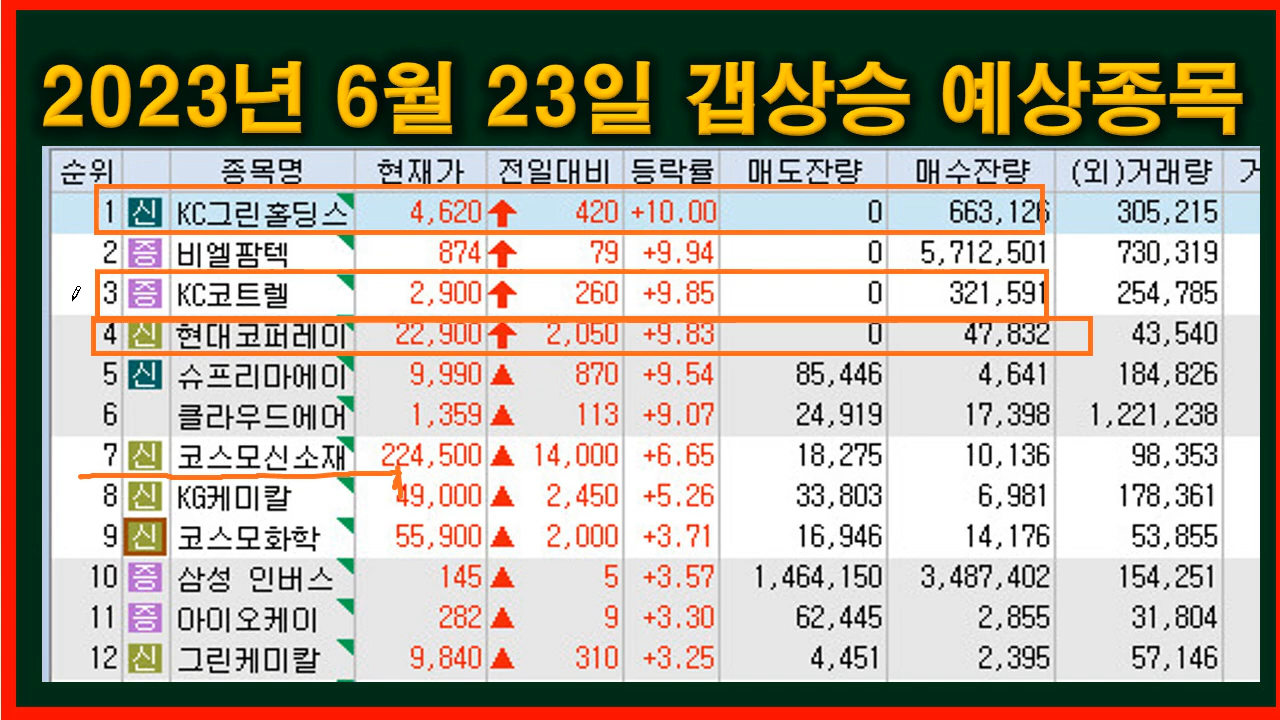 2023년 6월 23일 갭상승 예상종목
순위 종목명 현재가 전일대비 등락률 매도잔량 매수잔량 (외)거래량
1 신 KC그린홀딩스 4,620 420 +10.00 0 663,126 305,215
2 증 비엘팜텍 874 79 +9.94 0 5,712,501 730,319
3 증 KC코트렐 2,900 260 +9.85 0 321,591 254,785
4 신 현대코퍼레이 22,900 2,050 +9.83 0 47,832 43,540
5 신 슈프리마에이 9,990 ▲ 870 +9.54 85,446 4,641 184,826
6 클라우드에어 1,359 ▲ 113 +9.07 24,919 17,398 1,221,238
7 신 코스모신소재 224,500 ▲ 14,000 +6.65 18,275 10,136 98,353
8 신 KG케미칼 49,000 ▲ 2,450 +5.26 33,803 6,981 178,361
9 신 코스모화학 55,900 ▲ 2,000 +3.71 16,946 14,176 53,855
10 증 삼성 인버스 145 ▲ 5 +3.57 1,464,150 3,487,402 154,251
11 증 아이오케이 282 ▲ 9 +3.30 62,445 2,855 31,804
12 신 그린케미칼 9,840 ▲ 310 +3.25 4,451 2,395 57,146